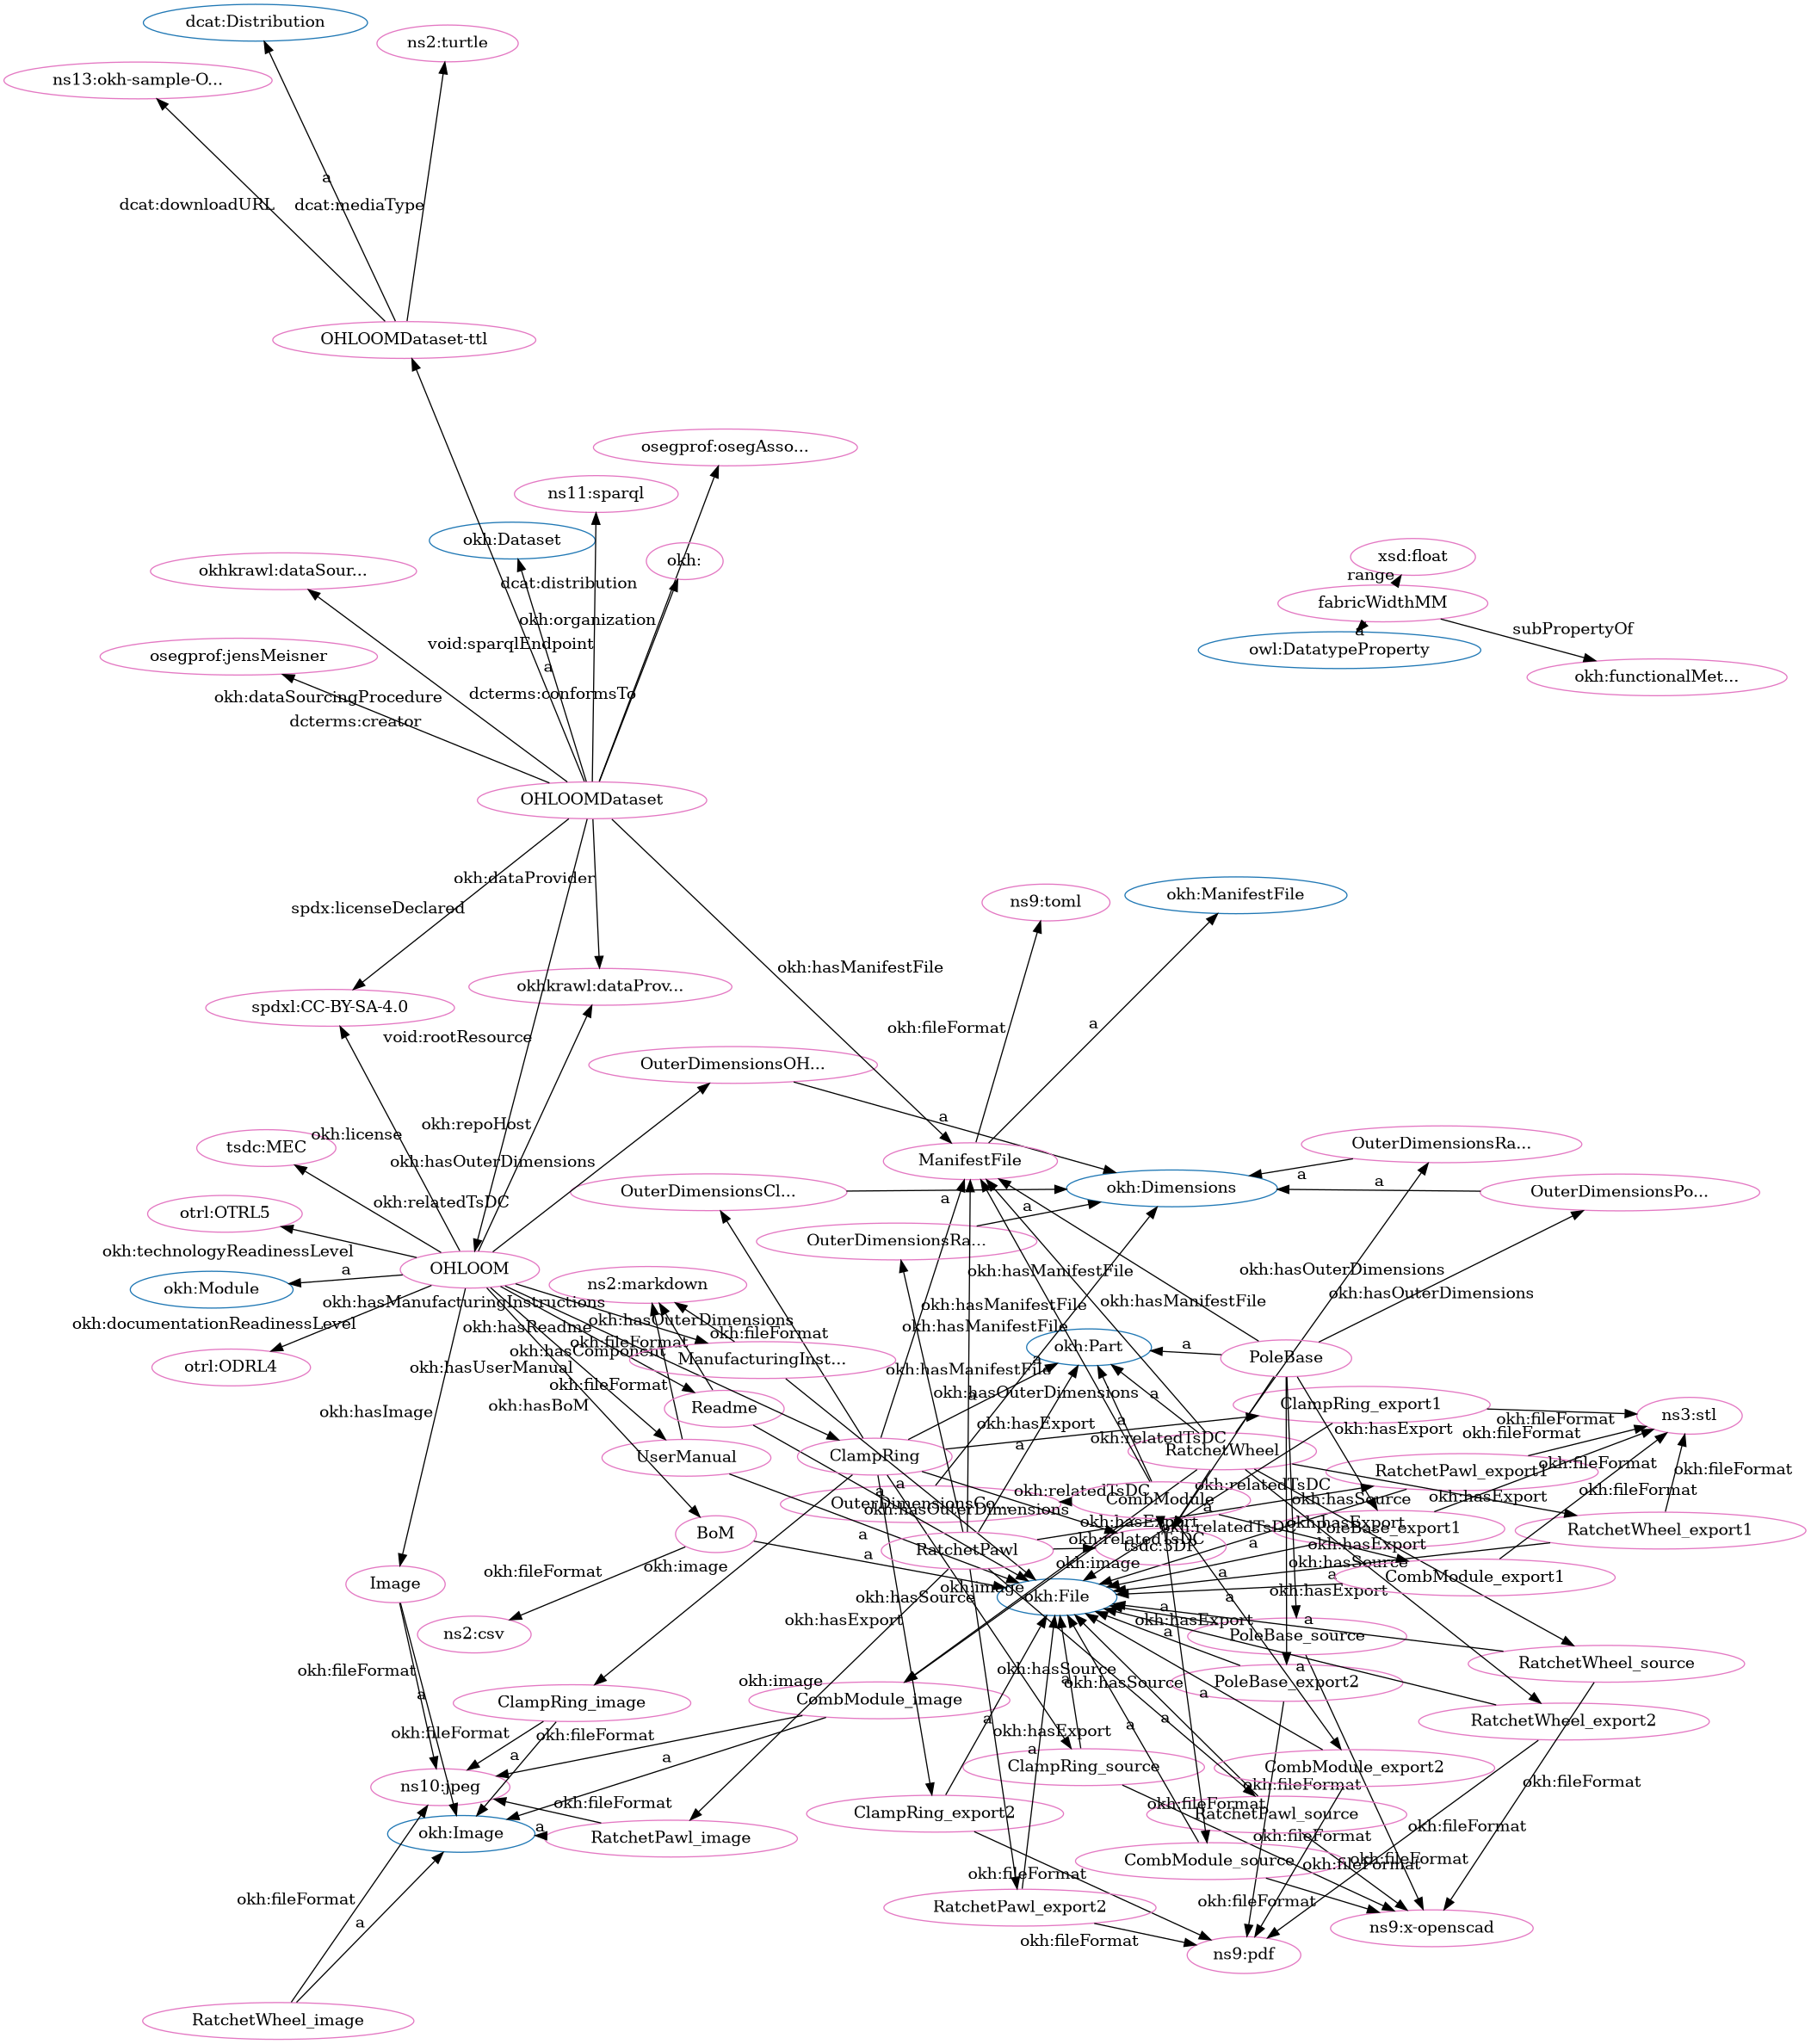 dcat:Distribution
ns2:turtle
ns13:okh-sample-O...
a
dcat:downloadURL
dcat:mediaType
OHLOOMDataset-ttl
osegprof:osegAsso...
ns11:sparql
okh:Dataset
okh:
xsd:float
okhkrawl:dataSour...
range
dcat:distribution
fabricWidthMM
okh:organization
subPropertyOf
a
void:sparqlEndpoint
owl:DatatypeProperty
osegprof:jensMeisner
a
okh:functionalMet...
okh:dataSourcingProcedure
dcterms:conformsTo
dcterms:creator
OHLOOMDataset
okh:dataProvider
okh:ManifestFile
ns9:toml
spdx:licenseDeclared
okh:hasManifestFile
okhkrawl:dataProv...
spdxl:CC-BY-SA-4.0
a
okh:fileFormat
void:rootResource
OuterDimensionsOH...
a
okh:repoHost
okh:license
tsdc:MEC
OuterDimensionsRa...
okh:hasOuterDimensions
ManifestFile
a
a
okh:Dimensions
OuterDimensionsCl...
OuterDimensionsPo...
okh:relatedTsDC
a
a
otrl:OTRL5
OuterDimensionsRa...
okh:technologyReadinessLevel
OHLOOM
a
okh:hasManifestFile
okh:hasOuterDimensions
okh:Module
ns2:markdown
okh:hasOuterDimensions
okh:hasManufacturingInstructions
okh:hasManifestFile
okh:hasManifestFile
okh:documentationReadinessLevel
okh:hasReadme
okh:hasOuterDimensions
okh:hasManifestFile
okh:fileFormat
okh:fileFormat
okh:Part
a
okh:hasComponent
ManufacturingInst...
a
PoleBase
otrl:ODRL4
okh:hasUserManual
okh:hasManifestFile
okh:fileFormat
okh:hasOuterDimensions
a
a
okh:hasBoM
Readme
ClampRing_export1
ns3:stl
okh:hasImage
okh:hasExport
a
okh:fileFormat
okh:hasExport
okh:fileFormat
okh:relatedTsDC
a
RatchetWheel
UserManual
ClampRing
okh:fileFormat
RatchetPawl_export1
okh:fileFormat
okh:relatedTsDC
okh:relatedTsDC
a
a
okh:fileFormat
CombModule
okh:hasSource
okh:hasExport
okh:hasOuterDimensions
a
okh:hasExport
okh:hasExport
okh:relatedTsDC
PoleBase_export1
RatchetWheel_export1
BoM
a
okh:relatedTsDC
a
okh:hasExport
RatchetPawl
tsdc:3DP
a
okh:image
okh:image
okh:hasSource
okh:fileFormat
a
a
CombModule_export1
Image
okh:image
okh:hasExport
okh:hasSource
okh:File
a
a
okh:hasExport
okh:hasExport
a
ns2:csv
a
PoleBase_source
RatchetWheel_source
okh:fileFormat
okh:hasSource
a
okh:image
a
okh:hasSource
PoleBase_export2
a
ClampRing_image
CombModule_image
a
a
a
RatchetWheel_export2
okh:fileFormat
okh:fileFormat
okh:hasExport
a
a
a
a
ClampRing_source
CombModule_export2
okh:fileFormat
ns10:jpeg
okh:fileFormat
okh:fileFormat
okh:fileFormat
ClampRing_export2
RatchetPawl_source
a
okh:fileFormat
okh:Image
RatchetPawl_image
okh:fileFormat
CombModule_source
okh:fileFormat
okh:fileFormat
okh:fileFormat
okh:fileFormat
okh:fileFormat
RatchetPawl_export2
a
ns9:x-openscad
okh:fileFormat
ns9:pdf
RatchetWheel_image